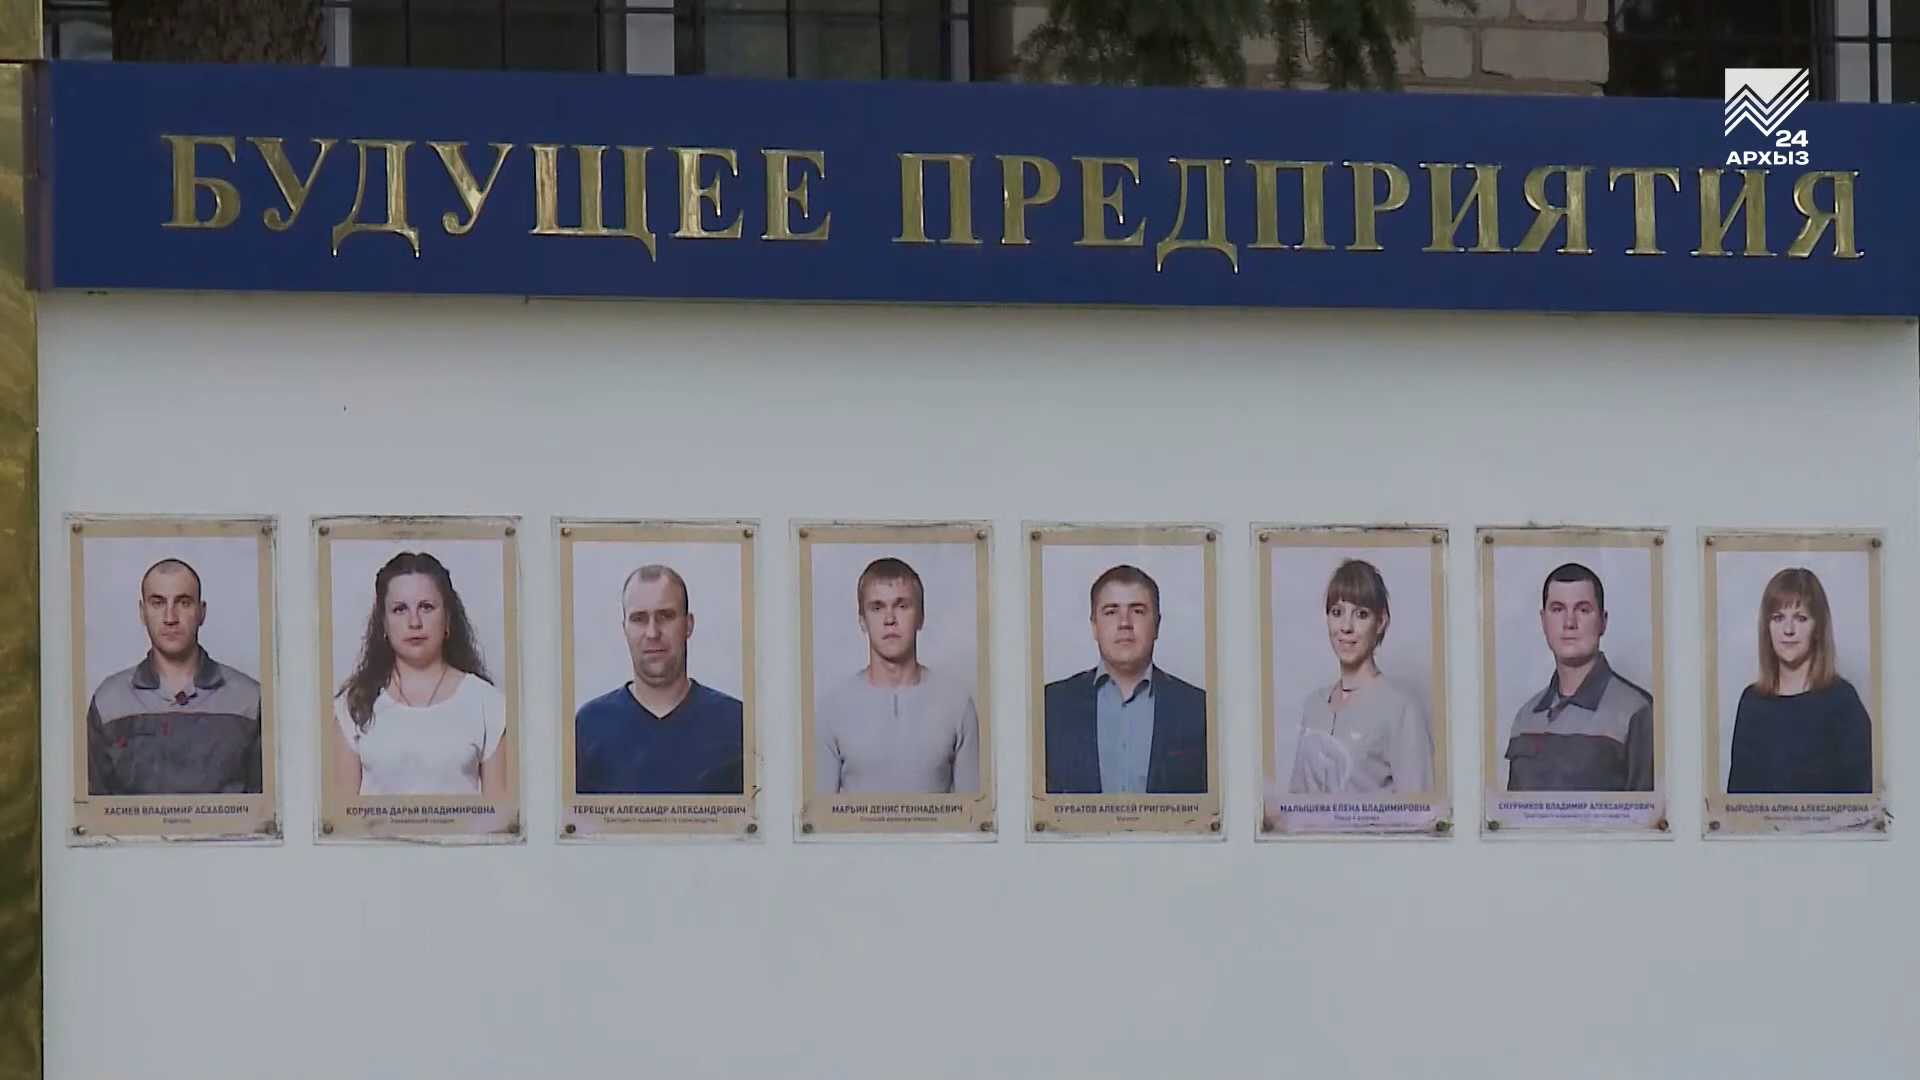 24
АРХЫЗ
БУДУЩЕЕ ПРЕДПРИЯТИЯ
ХАСИЕВ ВЛАДИМИР АСХАБОВИЧ
Водитель
КОРНЕВА ДАРЬЯ ВЛАДИМИРОВНА
ТЕРЕЩУК АЛЕКСАНДР АЛЕКСАНДРОВИЧ
МАРЬИН ДЕНИС ГЕННАДЬЕВИЧ
КУРБАТОВ АЛЕКСЕЙ ГРИГОРЬЕВИЧ
МАЛЫШЕВА ЕЛЕНА ВЛАДИМИРОВНА
СНУРНИКОВ ВЛАДИМИР АЛЕКСАНДРОВИЧ
ВЫРОДОВА АЛИНА АЛЕКСАНДРОВНА